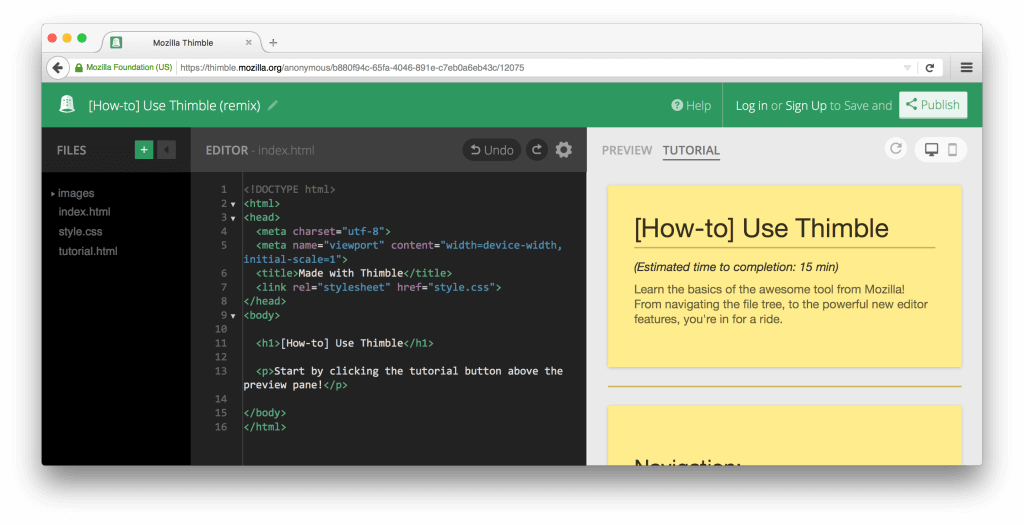 Mozilla Thimble
Mozilla Foundation (US) https://thimble.mozilla.org/anonymous/b880f94c-65fa-4046-891e-c7eb0a6eb43c/12075
[How-to] Use Thimble (remix)
Help
Log in or Sign Up to Save and
Publish
FILES
EDITOR - index.html
Undo
PREVIEW TUTORIAL
images
index.html
style.css
tutorial.html
1 <!DOCTYPE html>
2 <html>
3 <head>
4 <meta charset="utf-8">
5 <meta name="viewport" content="width=device-width,
initial-scale=1">
6 <title>Made with Thimble</title>
7 <link rel="stylesheet" href="style.css">
8 </head>
9 <body>
10
11 <h1>[How-to] Use Thimble</h1>
12
13 <p>Start by clicking the tutorial button above the
preview pane!</p>
14
15 </body>
16 </html>
[How-to] Use Thimble
(Estimated time to completion: 15 min)
Learn the basics of the awesome tool from Mozilla!
From navigating the file tree, to the powerful new editor
features, you're in for a ride.
Navigation: